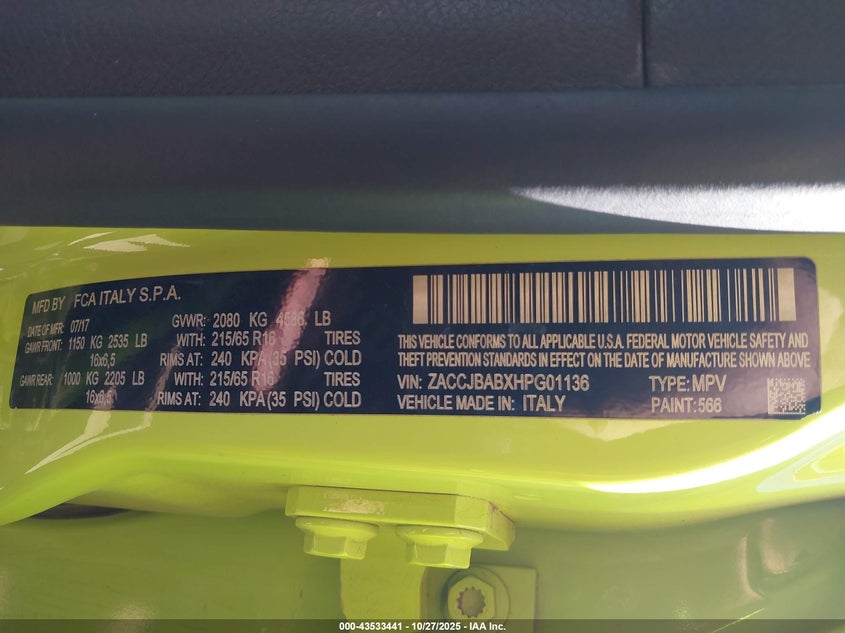 MFD BY FCA ITALY S.P.A.
DATE OF MFR: 07/17 GVWR: 2080 KG 4586 LB
GAWR FRONT: 1150 KG 2535 LB WITH: 215/65 R16 TIRES
16x6,5 RIMS AT: 240 KPA (35 PSI) COLD
GAWR REAR: 1000 KG 2205 LB WITH: 215/65 R16 TIRES
16x6,5 RIMS AT: 240 KPA (35 PSI) COLD
THIS VEHICLE CONFORMS TO ALL APPLICABLE U.S.A. FEDERAL MOTOR VEHICLE SAFETY AND
THEFT PREVENTION STANDARDS IN EFFECT ON THE DATE OF MANUFACTURE SHOWN ABOVE
VIN: ZACCJBABXHPG01136 TYPE: MPV
VEHICLE MADE IN: ITALY PAINT: 566
000-43533441 - 10/27/2025 - IAA Inc.